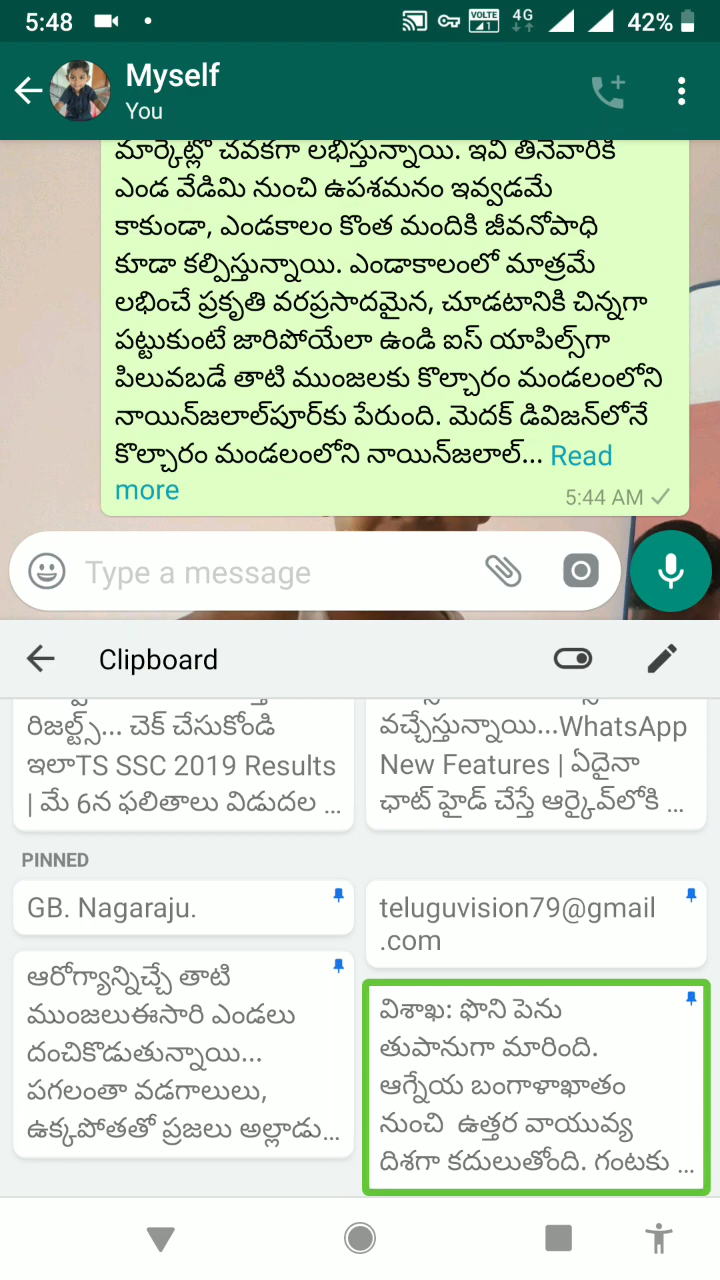 5:48
4G
VOLTE
42%
Myself
You
మార్కెట్లో చవకగా లభిస్తున్నాయి. ఇవి తినేవారికి
ఎండ వేడిమి నుంచి ఉపశమనం ఇవ్వడమే
కాకుండా, ఎండకాలం కొంత మందికి జీవనోపాధి
కూడా కల్పిస్తున్నాయి. ఎండాకాలంలో మాత్రమే
లభించే ప్రకృతి వరప్రసాదమైన, చూడటానికి చిన్నగా
పట్టుకుంటే జారిపోయేలా ఉండి ఐస్ యాపిల్స్‌గా
పిలువబడే తాటి ముంజలకు కొల్చారం మండలంలోని
నాయిన్‌జలాల్‌పూర్‌కు పేరుంది. మెదక్ డివిజన్‌లోనే
కొల్చారం మండలంలోని నాయిన్‌జలాల్... Read
more
5:44 AM
Type a message
Clipboard
రిజల్ట్స్... చెక్ చేసుకోండి
ఇలాTS SSC 2019 Results
| మే 6న ఫలితాలు విడుదల ...
వచ్చేస్తున్నాయి...WhatsApp
New Features | ఏదైనా
ఛాట్ హైడ్ చేస్తే ఆర్కైవ్‌లోకి ...
PINNED
GB. Nagaraju.
teluguvision79@gmail
.com
ఆరోగ్యాన్నిచ్చే తాటి
ముంజలుఈసారి ఎండలు
దంచికొడుతున్నాయి...
పగలంతా వడగాలులు,
ఉక్కపోతతో ప్రజలు అల్లాడు...
విశాఖ: ఫొని పెను
తుపానుగా మారింది.
ఆగ్నేయ బంగాళాఖాతం
నుంచి  ఉత్తర వాయువ్య
దిశగా కదులుతోంది. గంటకు ...